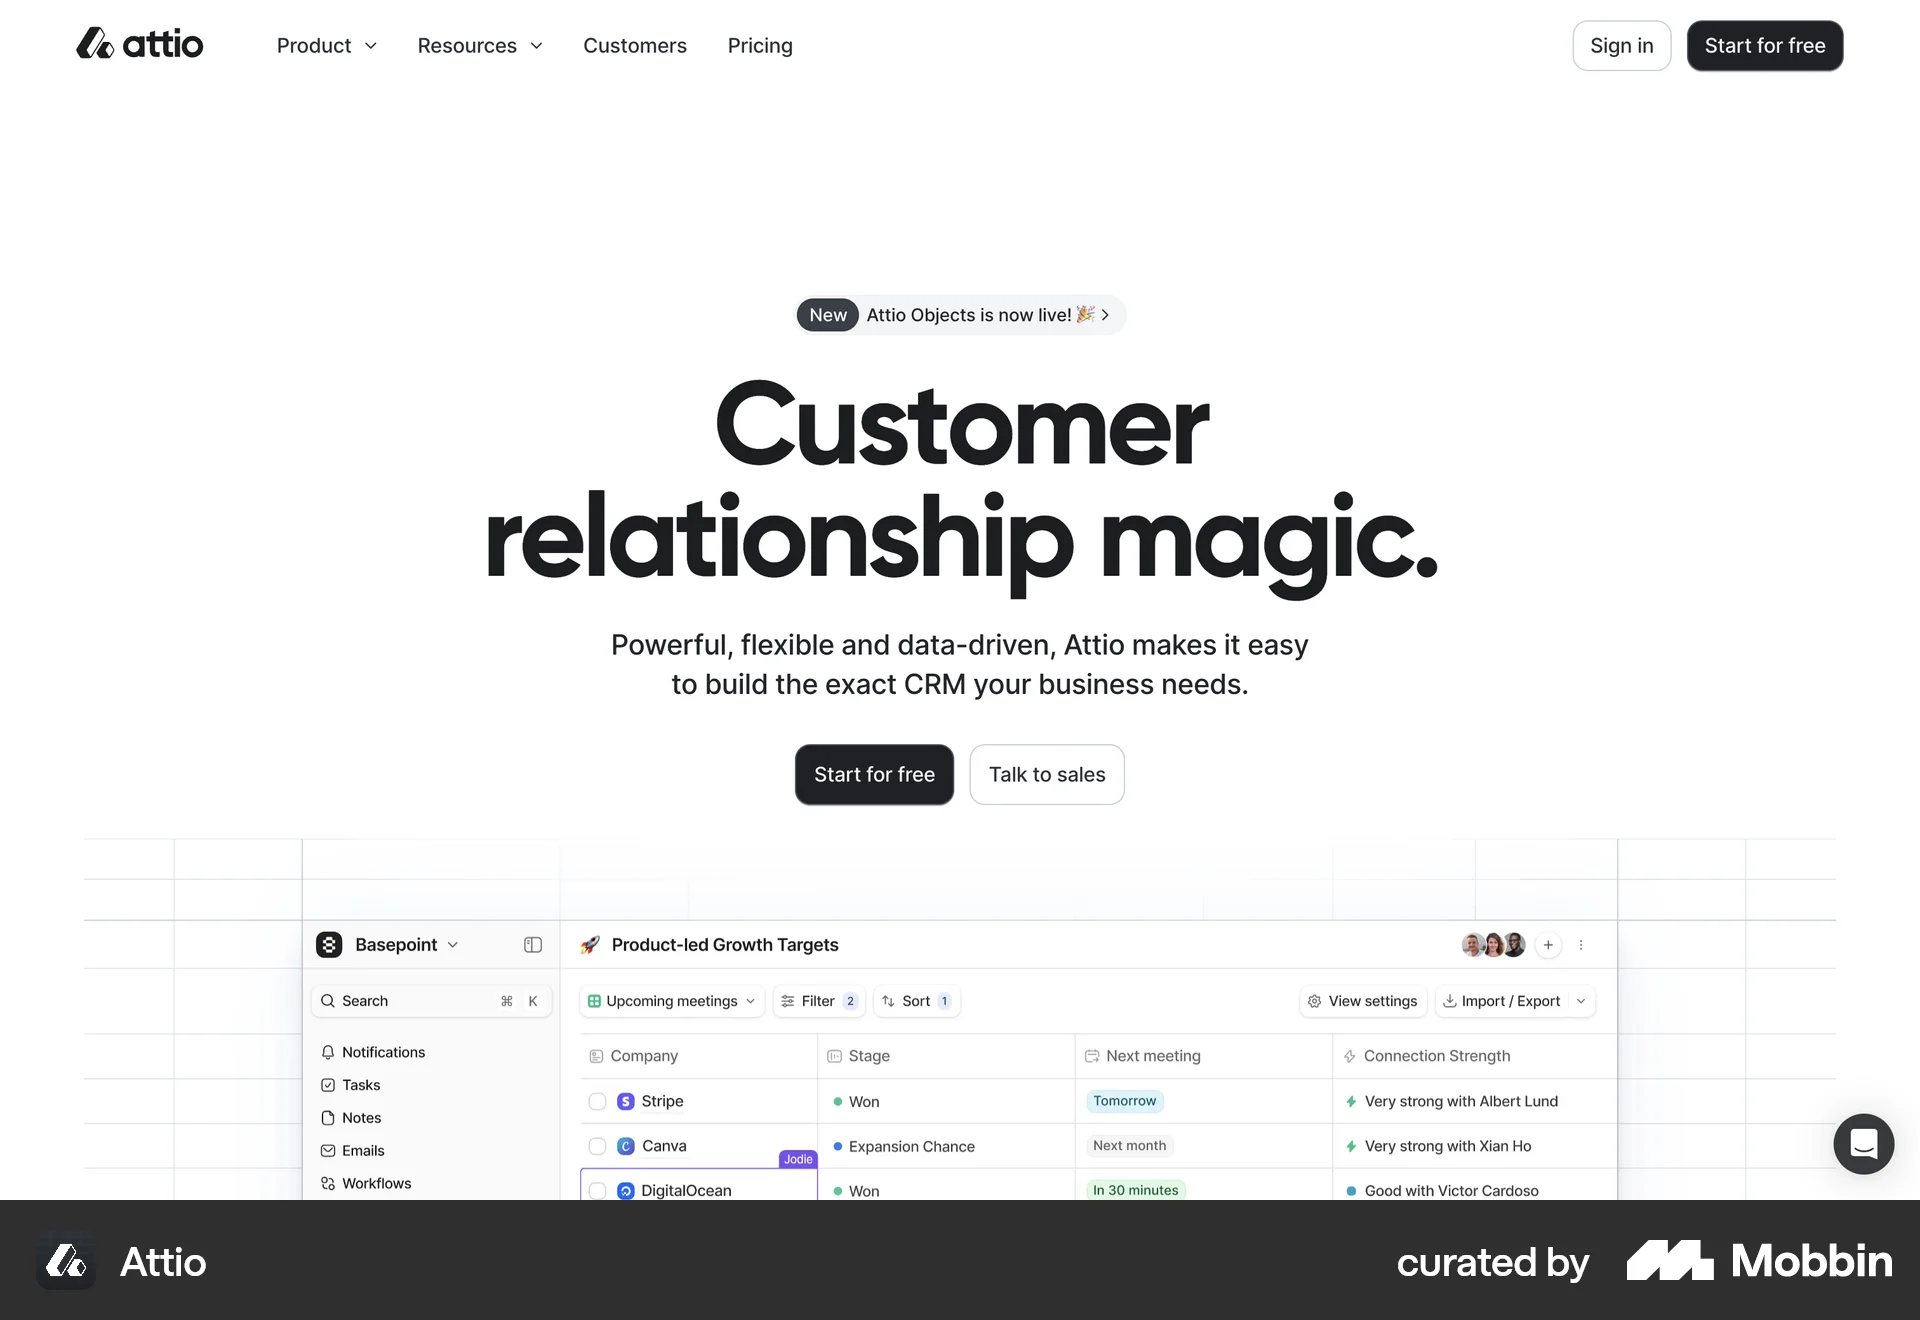 attio
Product
Resources
Customers
Pricing
Sign in
Start for free
New Attio Objects is now live! 🎉
Customer
relationship magic.
Powerful, flexible and data-driven, Attio makes it easy
to build the exact CRM your business needs.
Start for free
Talk to sales
Basepoint
🚀 Product-led Growth Targets
Search ⌘ K
Upcoming meetings
Filter 2
Sort 1
View settings
Import / Export
Notifications
Tasks
Notes
Emails
Workflows
Company Stage Next meeting Connection Strength
Stripe Won Tomorrow Very strong with Albert Lund
Canva Expansion Chance Next month Very strong with Xian Ho
Jodie
DigitalOcean Won In 30 minutes Good with Victor Cardoso
Attio
curated by Mobbin